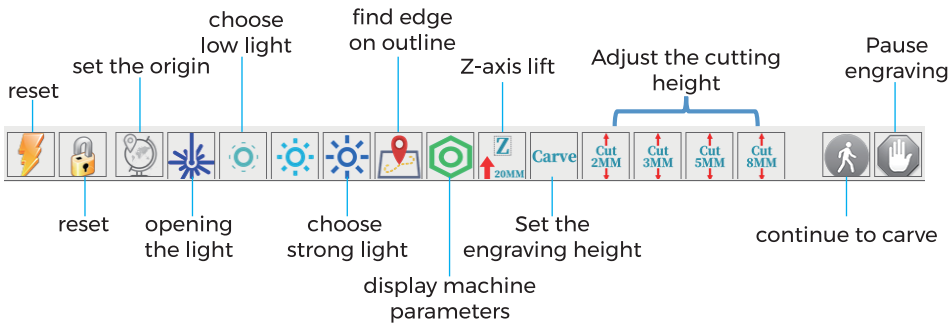 choose
low light
find edge
on outline
Pause
engraving
set the origin
Z-axis lift
Adjust the cutting
height
reset
Z
20MM
Carve
Cut
2MM
Cut
3MM
Cut
5MM
Cut
8MM
reset
opening
the light
choose
strong light
Set the
engraving height
continue to carve
display machine
parameters